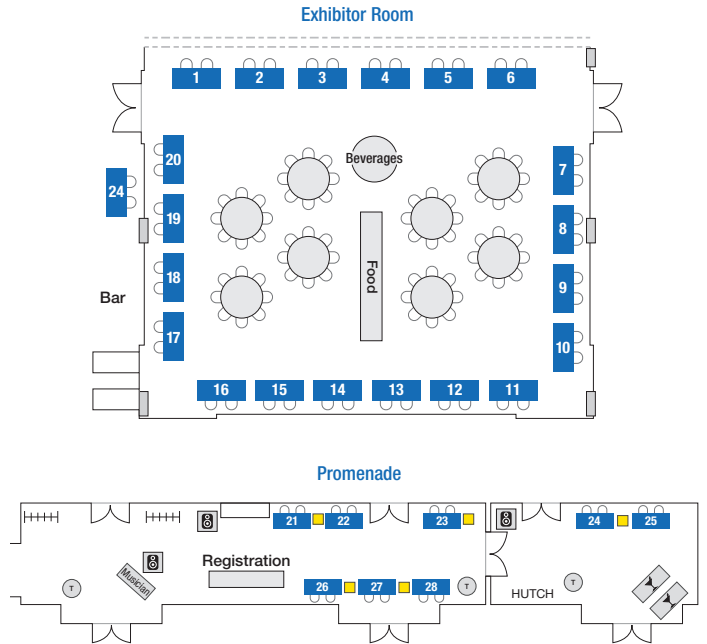 Exhibitor Room
1 2 3 4 5 6
Beverages
20
7
24
19
8
18
Food
9
Bar
17
10
16 15 14 13 12 11
Promenade
21 22 23 24 25
Registration
Musician
T
26 27 28
T
T
HUTCH